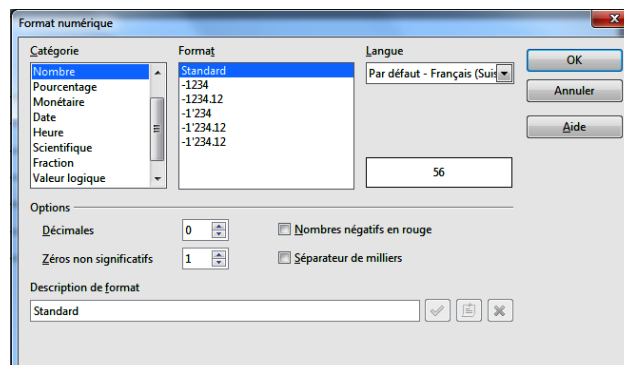 Format numérique
Catégorie
Nombre
Pourcentage
Monétaire
Date
Heure
Scientifique
Fraction
Valeur logique
Format
Standard
-1234
-1234.12
-1'234
-1'234.12
-1'234.12
Langue
Par défaut - Français (Suis
56
OK
Annuler
Aide
Options
Décimales 0
Nombres négatifs en rouge
Zéros non significatifs 1
Séparateur de milliers
Description de format
Standard